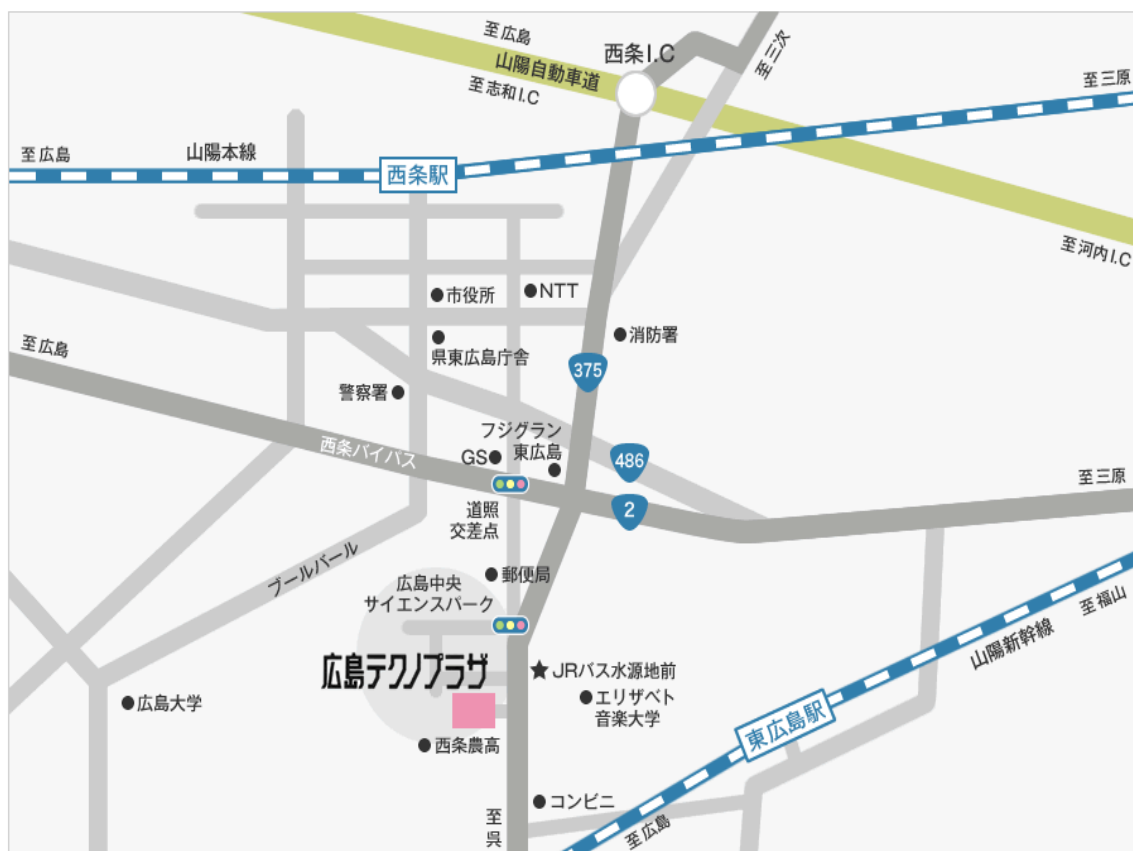 至広島
西条I.C
至三次
山陽自動車道
至志和I.C
至三原
至広島
山陽本線
西条駅
至河内I.C
市役所
NTT
消防署
至広島
県東広島庁舎
375
警察署
フジグラン
東広島
西条バイパス
GS
486
至三原
2
道照
交差点
ブールバール
郵便局
広島中央
サイエンスパーク
至福山
山陽新幹線
広島テクノプラザ
JRバス水源地前
広島大学
エリザベト
音楽大学
東広島駅
西条農高
コンビニ
至呉
至広島